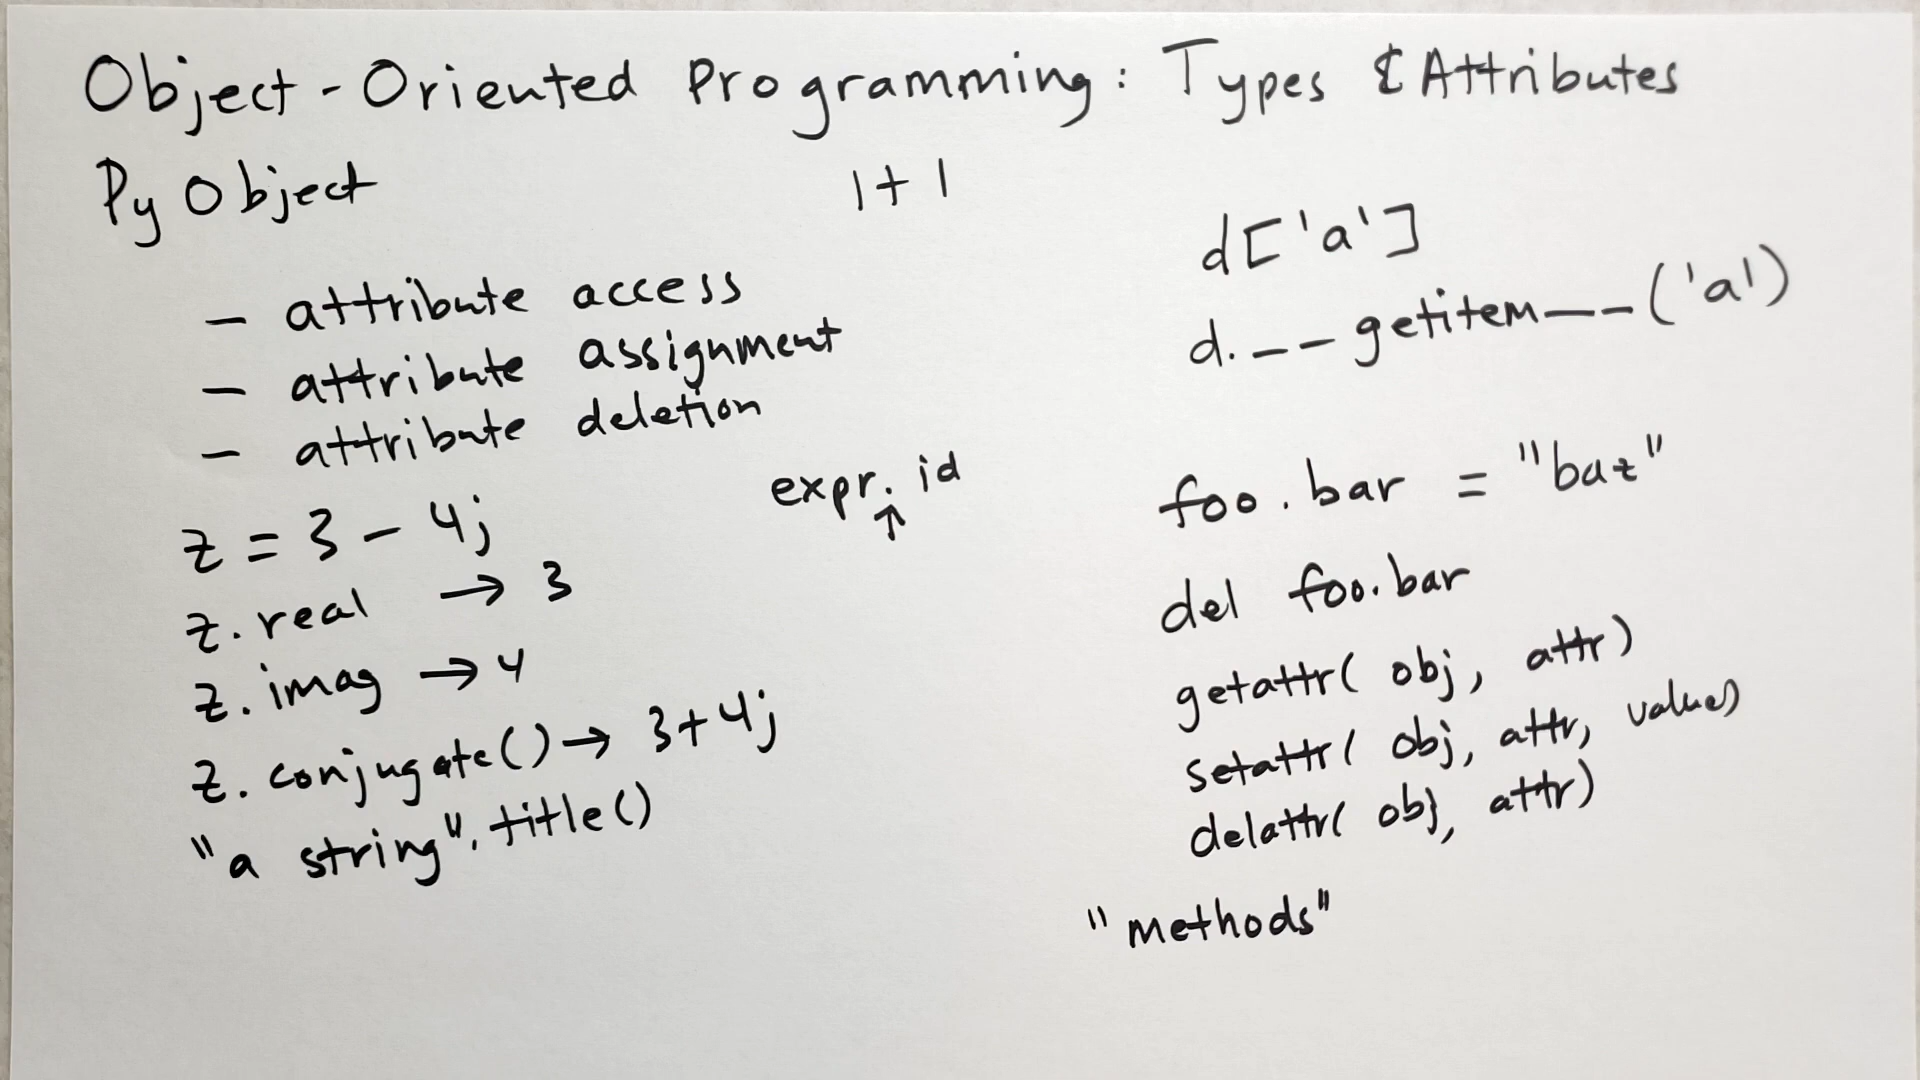 Object-Oriented Programming: Types & Attributes
PyObject
1+1
- attribute access
- attribute assignment
- attribute deletion
expr. id
↑
z = 3 - 4j
z.real → 3
z.imag → 4
z.conjugate() → 3+4j
"a string".title()
d['a']
d.__getitem__('a')
foo.bar = "baz"
del foo.bar
getattr( obj, attr)
setattr( obj, attr, value)
delattr( obj, attr)
"methods"